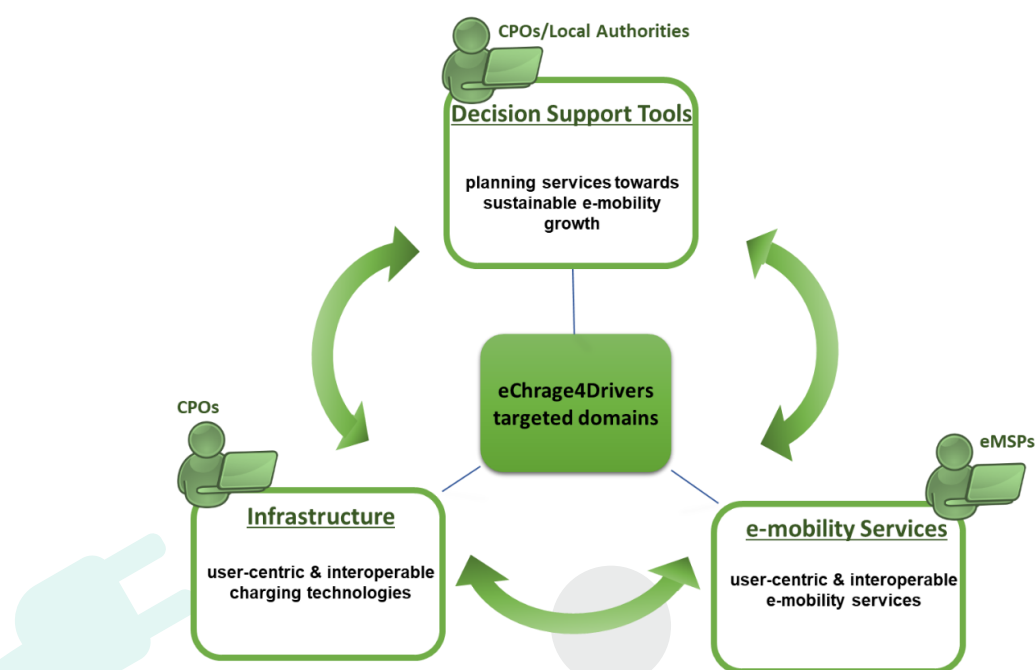 CPOs/Local Authorities
Decision Support Tools
planning services towards
sustainable e-mobility
growth
eChrage4Drivers
targeted domains
CPOs
Infrastructure
user-centric & interoperable
charging technologies
eMSPs
e-mobility Services
user-centric & interoperable
e-mobility services